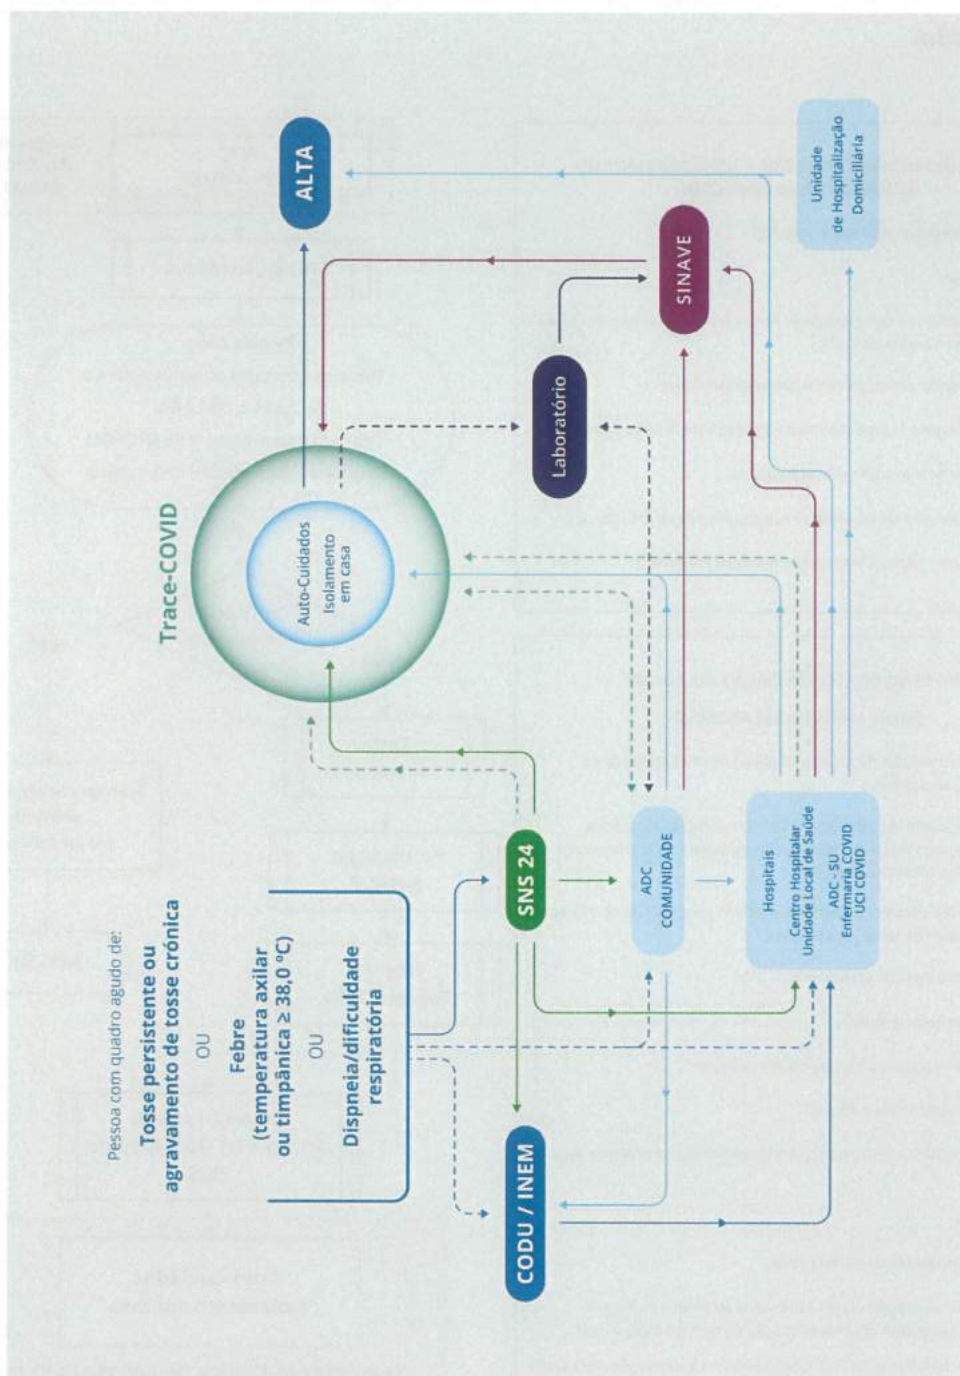 Pessoa com quadro agudo de:
Tosse persistente ou
agravamento de tosse crónica
OU
Febre
(temperatura axilar
ou timpânica ≥ 38,0 ºC)
OU
Dispneia/dificuldade
respiratória
CODU / INEM
SNS 24
ADC
COMUNIDADE
Hospitais
Centro Hospitalar
Unidade Local de Saúde
ADC - SU
Enfermaria COVID
UCI COVID
Trace-COVID
Auto-Cuidados
Isolamento
em casa
Laboratório
SINAVE
ALTA
Unidade
de Hospitalização
Domiciliária